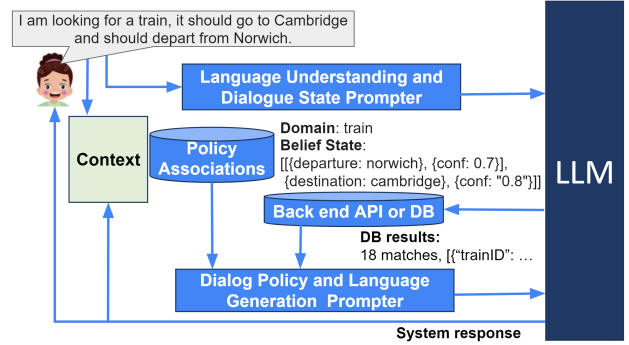 I am looking for a train, it should go to Cambridge
and should depart from Norwich.
Language Understanding and
Dialogue State Prompter
Context
Policy
Associations
Domain: train
Belief State:
[[{departure: norwich}, {conf: 0.7}],
{destination: cambridge}, {conf: "0.8"}]]
LLM
Back end API or DB
DB results:
18 matches, [{“trainID”: …
Dialog Policy and Language
Generation Prompter
System response